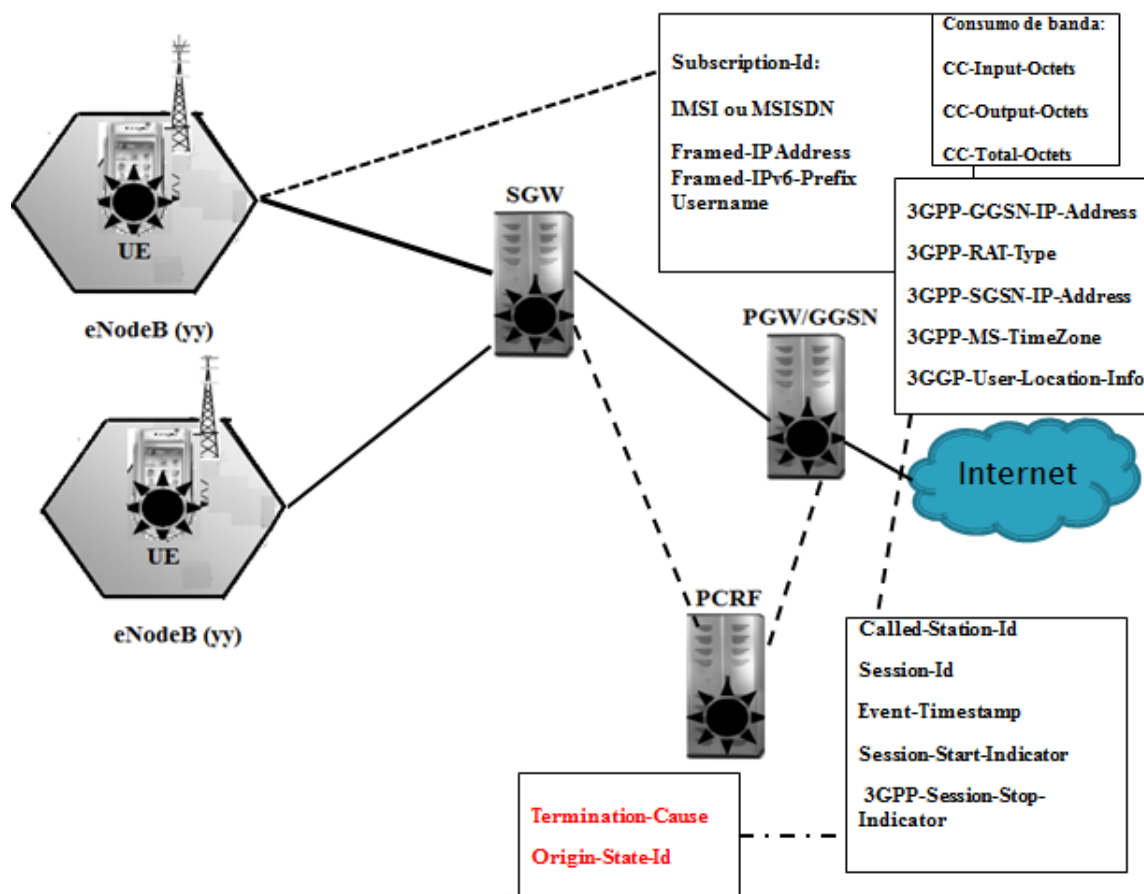 Subscription-Id:
IMSI ou MSISDN
Framed-IP Address
Framed-IPv6-Prefix
Username
Consumo de banda:
CC-Input-Octets
CC-Output-Octets
CC-Total-Octets
3GPP-GGSN-IP-Address
3GPP-RAT-Type
3GPP-SGSN-IP-Address
3GPP-MS-TimeZone
3GGP-User-Location-Info
UE
eNodeB (yy)
SGW
PGW/GGSN
Internet
UE
eNodeB (yy)
PCRF
Called-Station-Id
Session-Id
Event-Timestamp
Session-Start-Indicator
3GPP-Session-Stop-
Indicator
Termination-Cause
Origin-State-Id